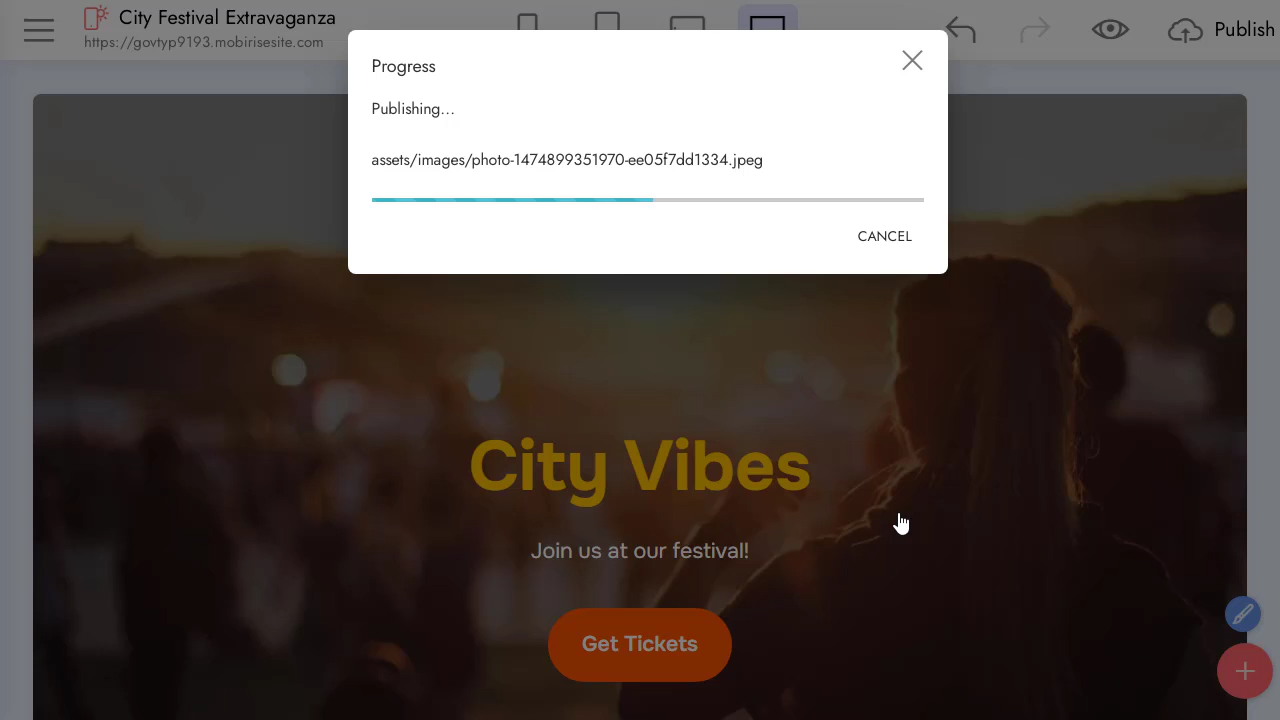 City Festival Extravaganza
https://govtyp9193.mobirisesite.com
Publish
Progress
Publishing...
assets/images/photo-1474899351970-ee05f7dd1334.jpeg
CANCEL
City Vibes
Join us at our festival!
Get Tickets